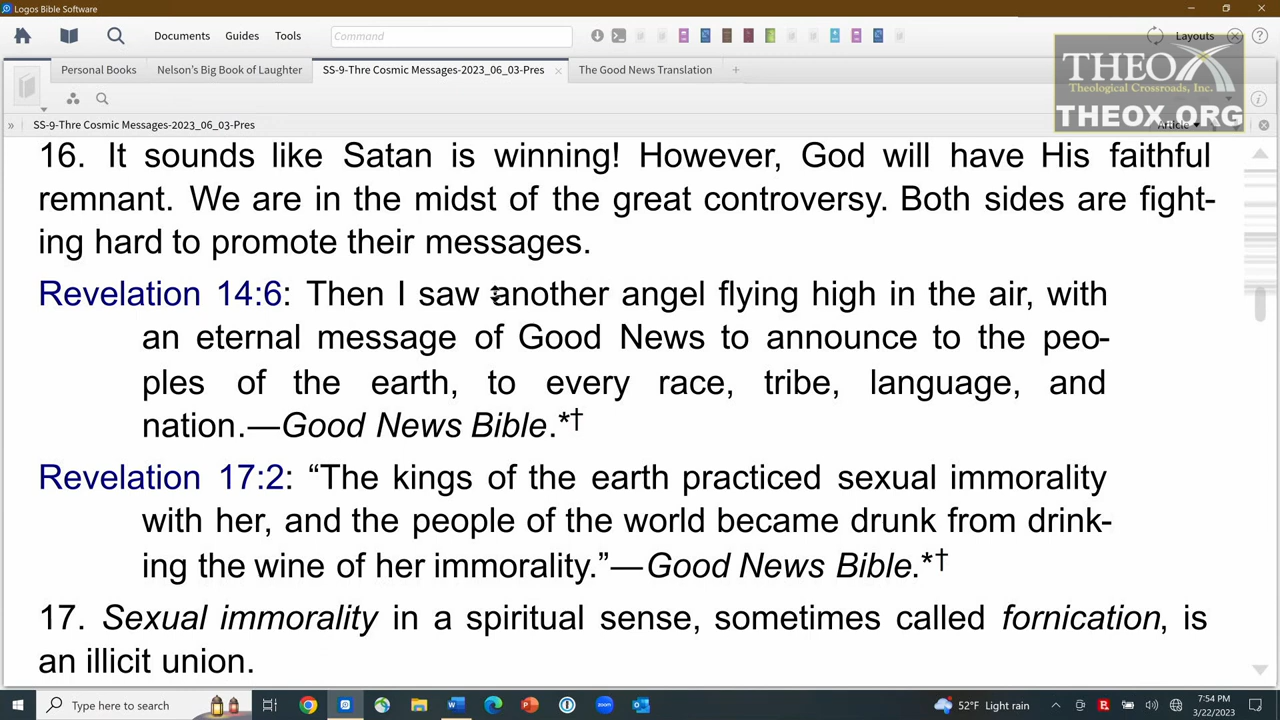 Logos Bible Software
Documents Guides Tools Command Layouts
THEOX
Theological Crossroads, Inc.
THEOX.ORG
Personal Books Nelson's Big Book of Laughter SS-9-Thre Cosmic Messages-2023_06_03-Pres The Good News Translation
SS-9-Thre Cosmic Messages-2023_06_03-Pres Article
16. It sounds like Satan is winning! However, God will have His faithful
remnant. We are in the midst of the great controversy. Both sides are fight-
ing hard to promote their messages.
Revelation 14:6: Then I saw another angel flying high in the air, with
an eternal message of Good News to announce to the peo-
ples of the earth, to every race, tribe, language, and
nation.—Good News Bible.*†
Revelation 17:2: “The kings of the earth practiced sexual immorality
with her, and the people of the world became drunk from drink-
ing the wine of her immorality.”—Good News Bible.*†
17. Sexual immorality in a spiritual sense, sometimes called fornication, is
an illicit union.
Type here to search 52°F Light rain 7:54 PM
3/22/2023